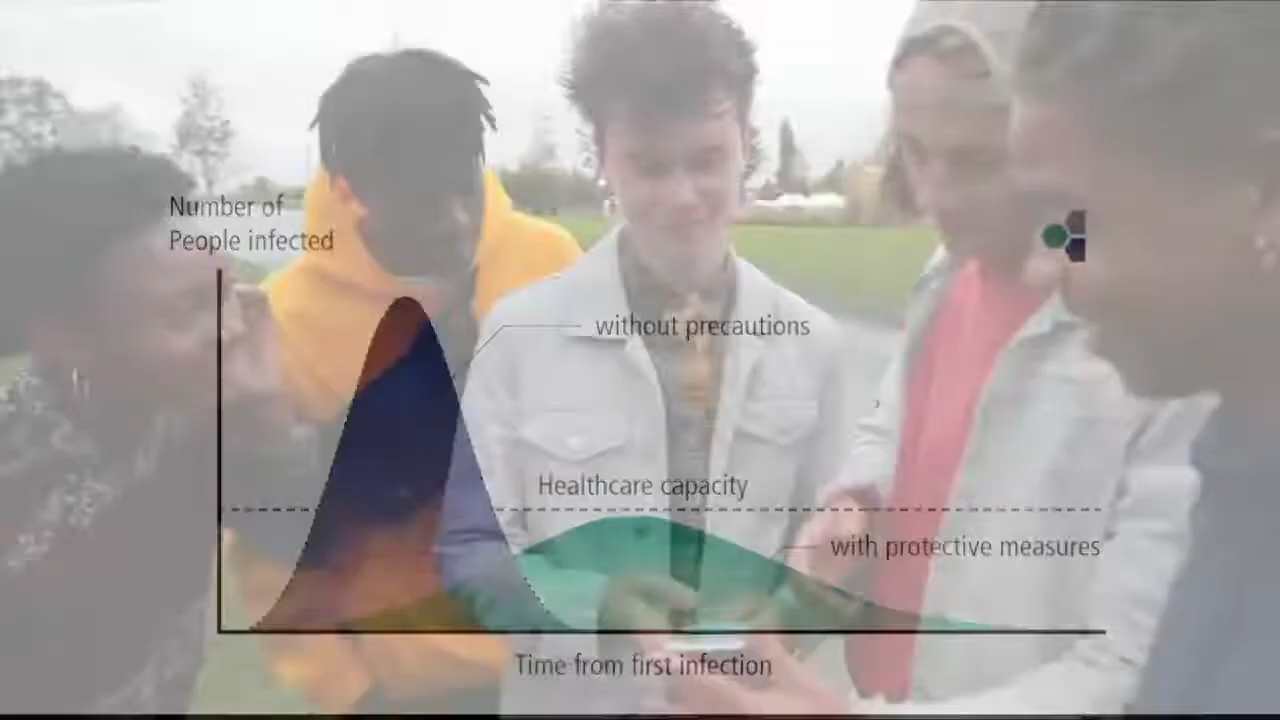 Number of
People infected
without precautions
Healthcare capacity
with protective measures
Time from first infection